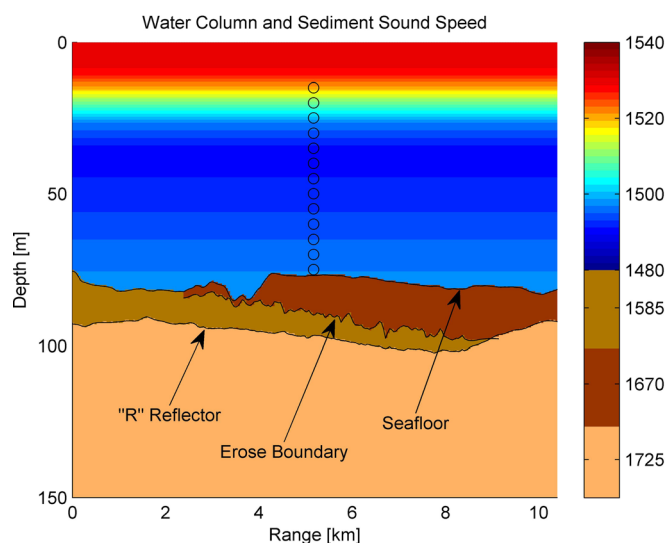 Water Column and Sediment Sound Speed
0
50
100
150
Depth [m]
0
2
4
6
8
10
Range [km]
"R" Reflector
Erose Boundary
Seafloor
1540
1520
1500
1480
1585
1670
1725